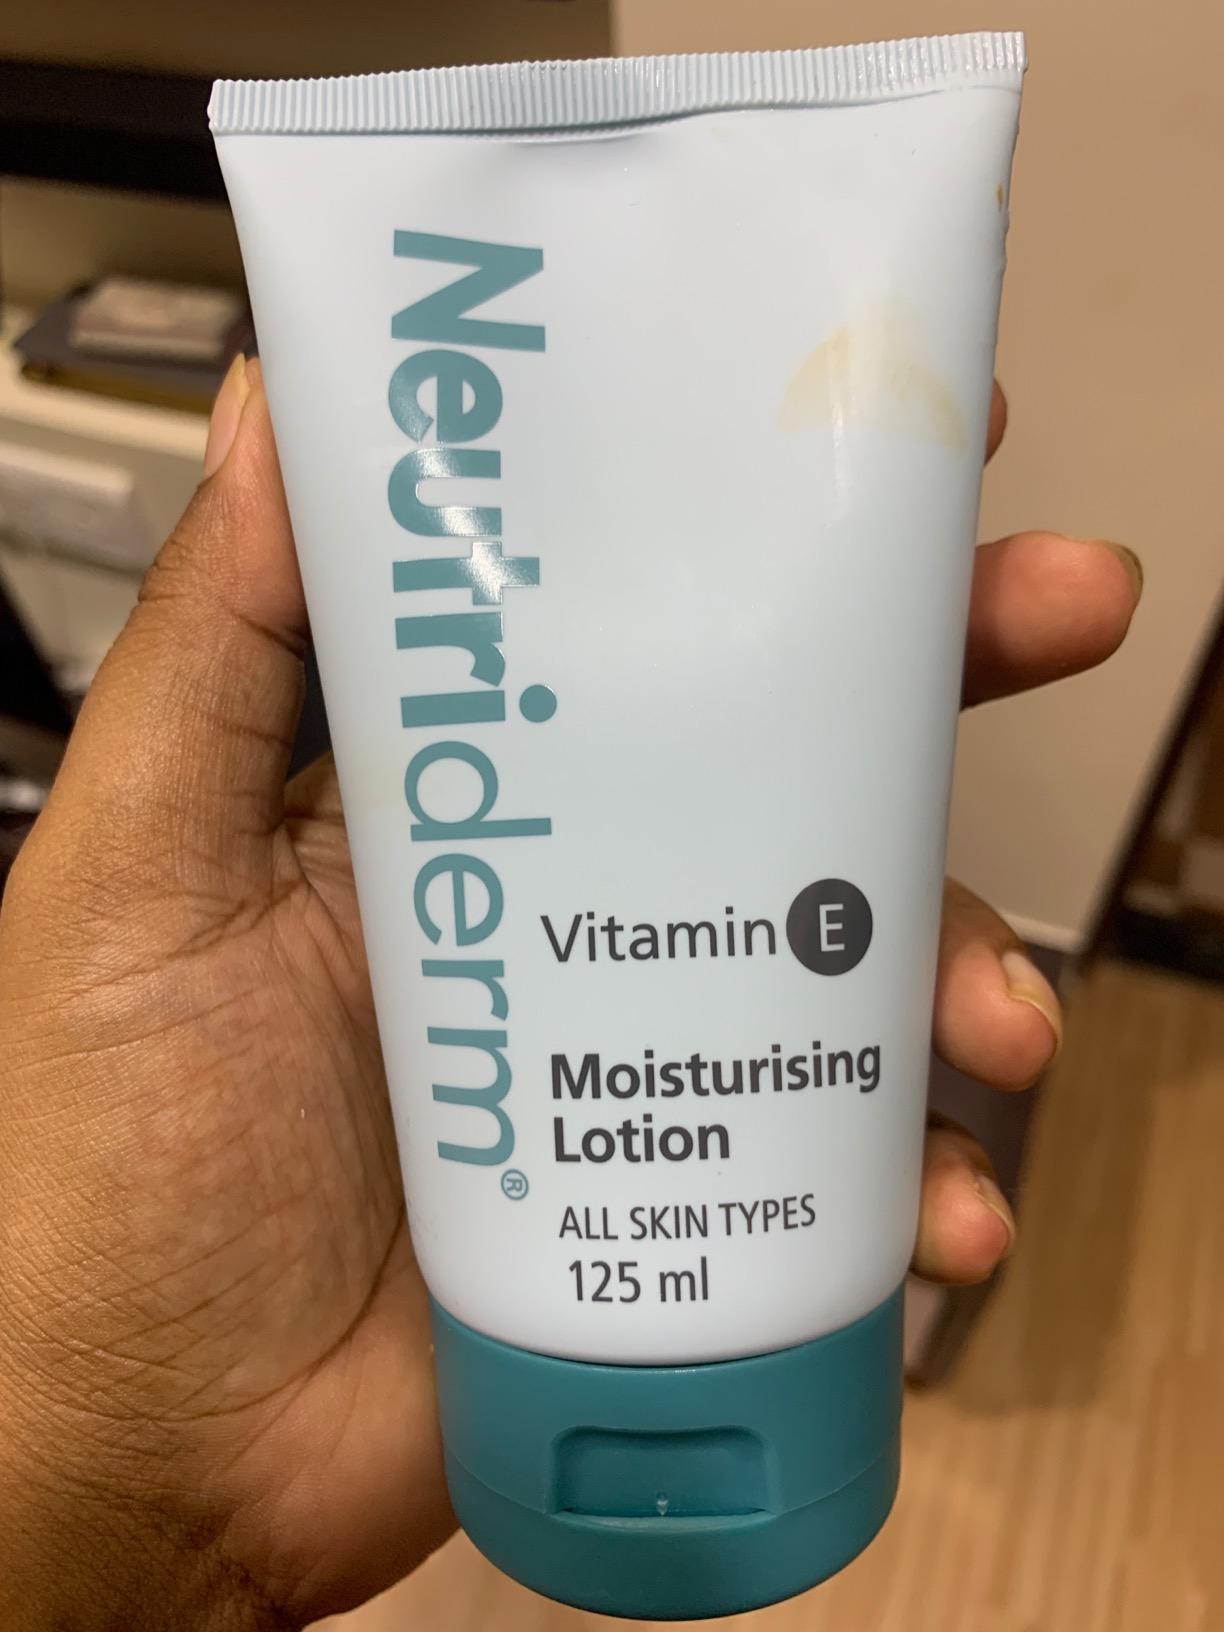 Neutriderm®
Vitamin E
Moisturising
Lotion
ALL SKIN TYPES
125 ml